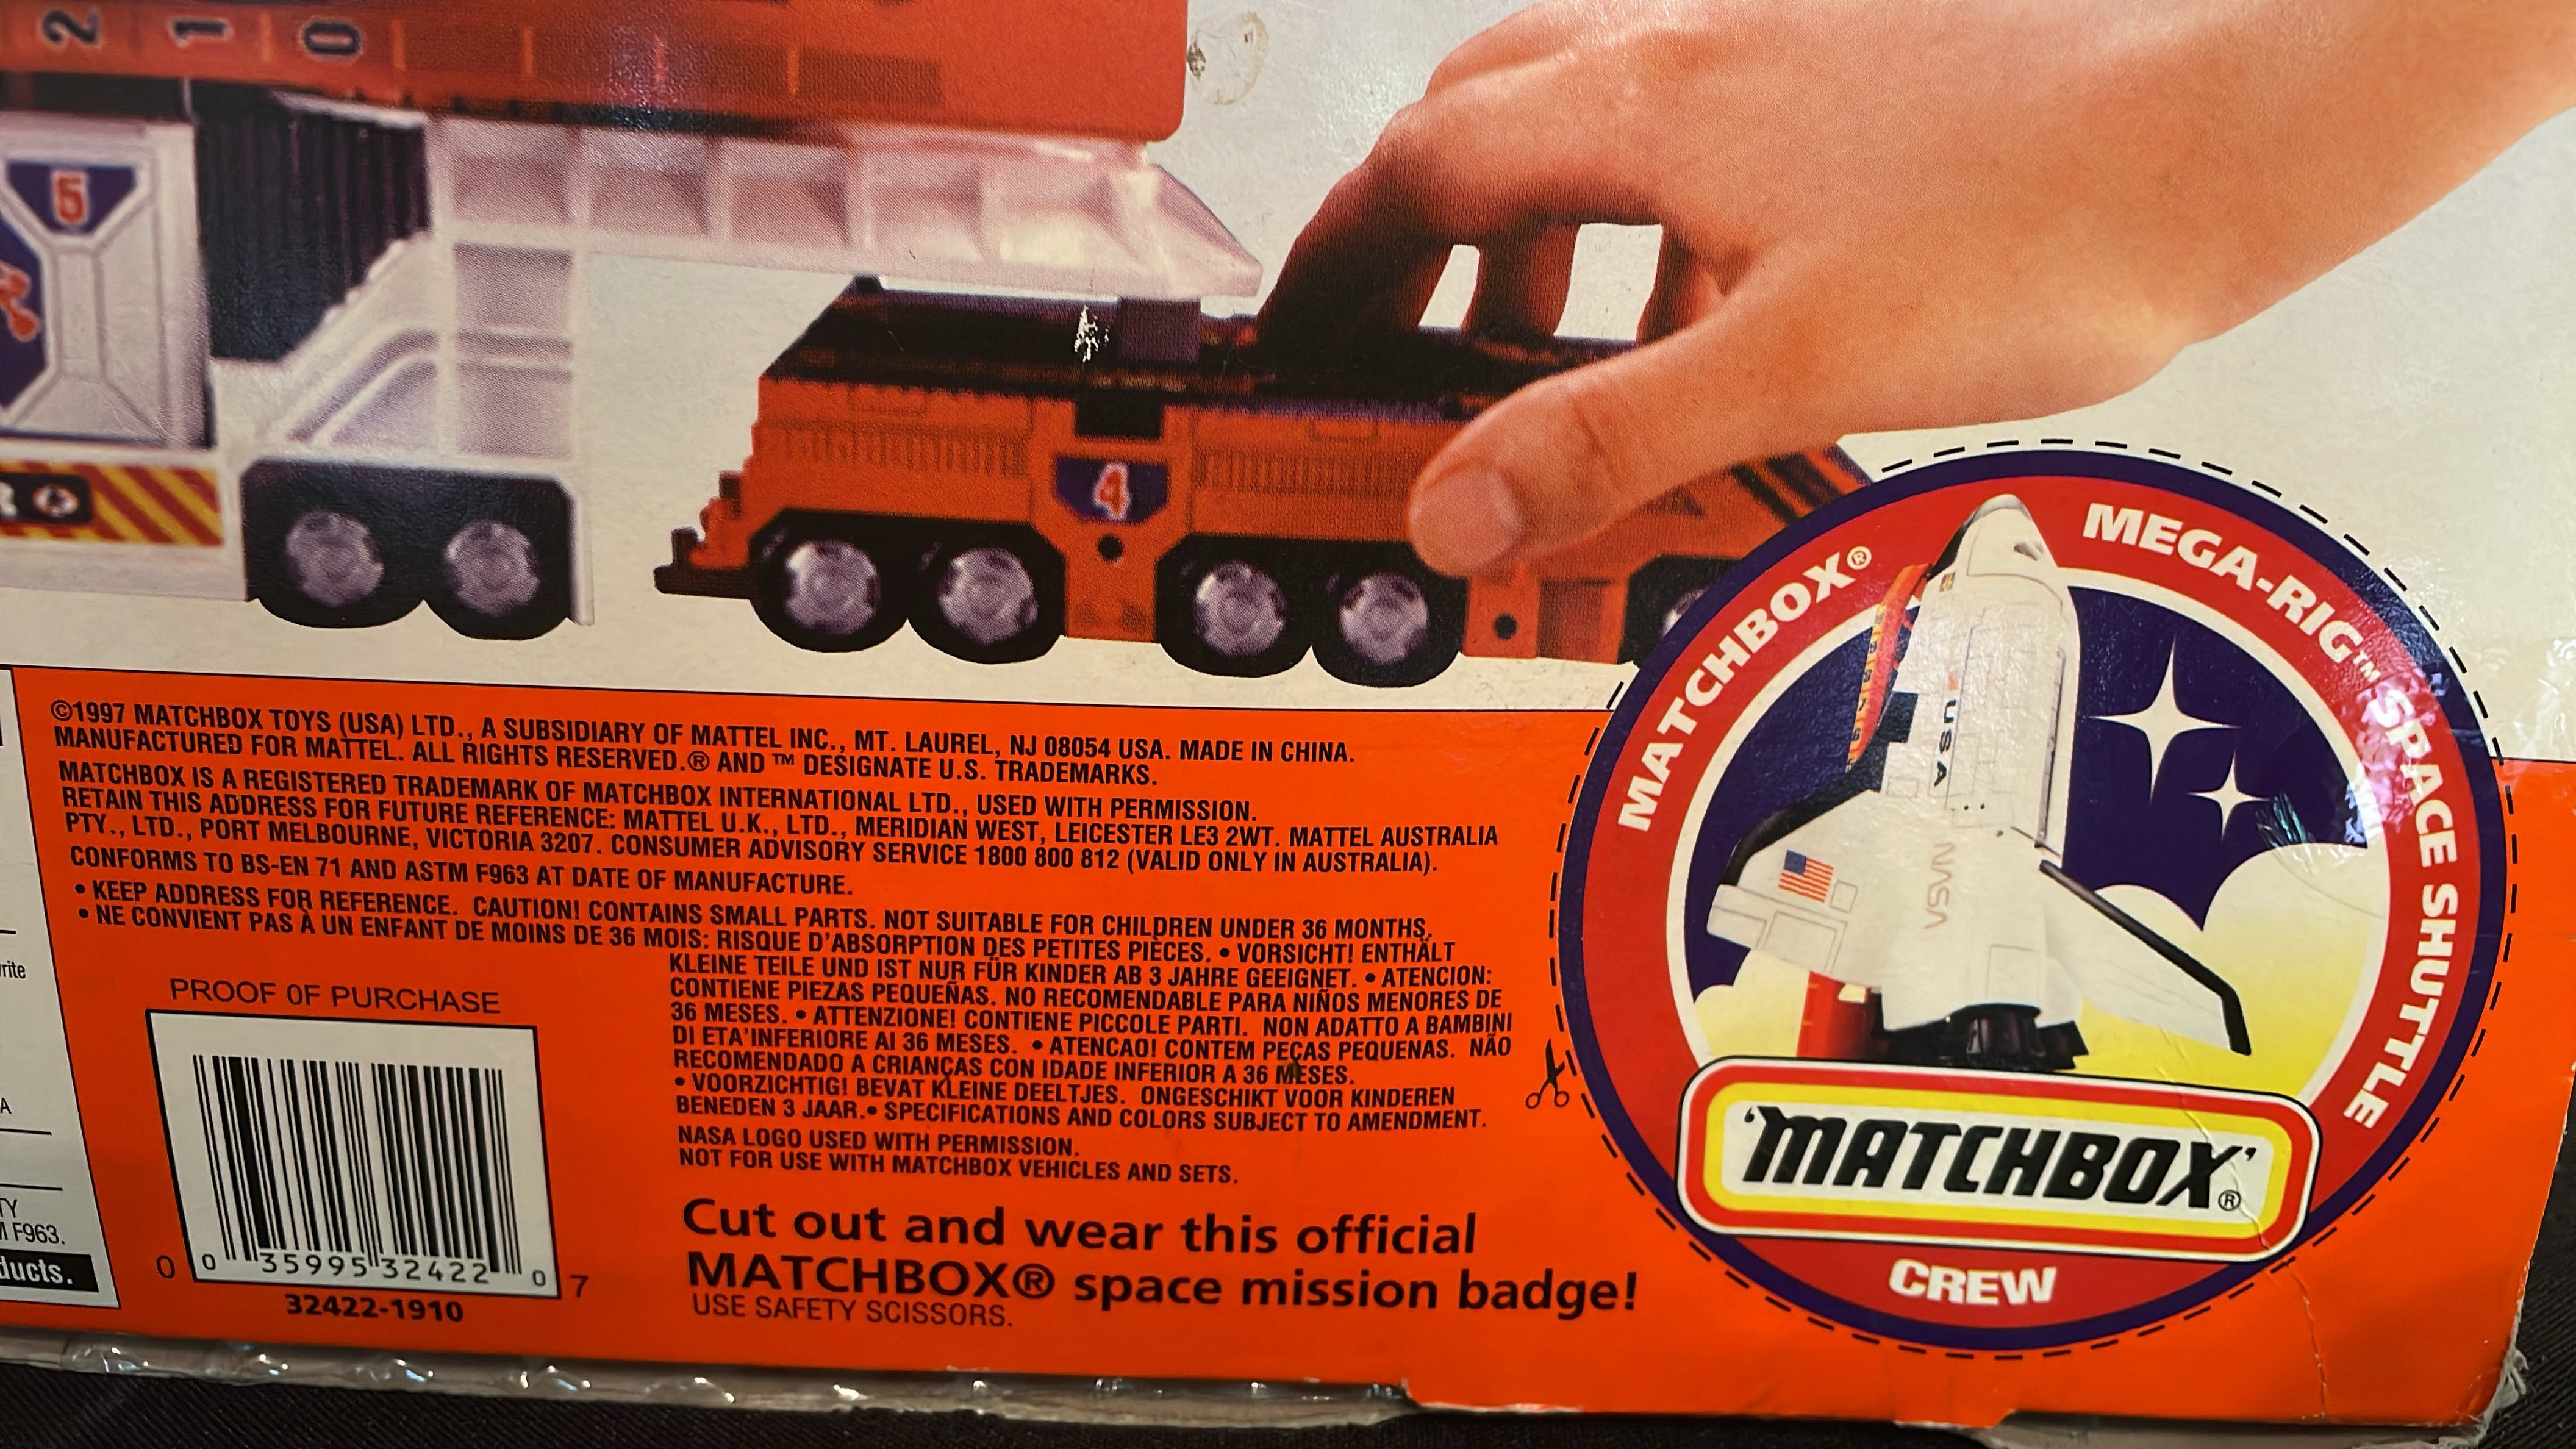 2 1 0
5
4
R
MATCHBOX® MEGA-RIG™ SPACE SHUTTLE
USA
NASA
'MATCHBOX'®
CREW
©1997 MATCHBOX TOYS (USA) LTD., A SUBSIDIARY OF MATTEL INC., MT. LAUREL, NJ 08054 USA. MADE IN CHINA.
MANUFACTURED FOR MATTEL. ALL RIGHTS RESERVED.® AND ™ DESIGNATE U.S. TRADEMARKS.
MATCHBOX IS A REGISTERED TRADEMARK OF MATCHBOX INTERNATIONAL LTD., USED WITH PERMISSION.
RETAIN THIS ADDRESS FOR FUTURE REFERENCE: MATTEL U.K., LTD., MERIDIAN WEST, LEICESTER LE3 2WT. MATTEL AUSTRALIA
PTY., LTD., PORT MELBOURNE, VICTORIA 3207. CONSUMER ADVISORY SERVICE 1800 800 812 (VALID ONLY IN AUSTRALIA).
CONFORMS TO BS-EN 71 AND ASTM F963 AT DATE OF MANUFACTURE.
• KEEP ADDRESS FOR REFERENCE. CAUTION! CONTAINS SMALL PARTS. NOT SUITABLE FOR CHILDREN UNDER 36 MONTHS.
• NE CONVIENT PAS À UN ENFANT DE MOINS DE 36 MOIS: RISQUE D'ABSORPTION DES PETITES PIÈCES. • VORSICHT! ENTHÄLT
KLEINE TEILE UND IST NUR FÜR KINDER AB 3 JAHRE GEEIGNET. • ATENCION:
CONTIENE PIEZAS PEQUEÑAS. NO RECOMENDABLE PARA NIÑOS MENORES DE
36 MESES. • ATTENZIONE! CONTIENE PICCOLE PARTI. NON ADATTO A BAMBINI
DI ETA'INFERIORE AI 36 MESES. • ATENCAO! CONTEM PEÇAS PEQUENAS. NÃO
RECOMENDADO A CRIANÇAS CON IDADE INFERIOR A 36 MESES.
• VOORZICHTIG! BEVAT KLEINE DEELTJES. ONGESCHIKT VOOR KINDEREN
BENEDEN 3 JAAR.• SPECIFICATIONS AND COLORS SUBJECT TO AMENDMENT.
NASA LOGO USED WITH PERMISSION.
NOT FOR USE WITH MATCHBOX VEHICLES AND SETS.
Cut out and wear this official
MATCHBOX® space mission badge!
USE SAFETY SCISSORS.
PROOF OF PURCHASE
0 0 35995 32422 0 7
32422-1910
rite
A
TY
M F963.
ducts.